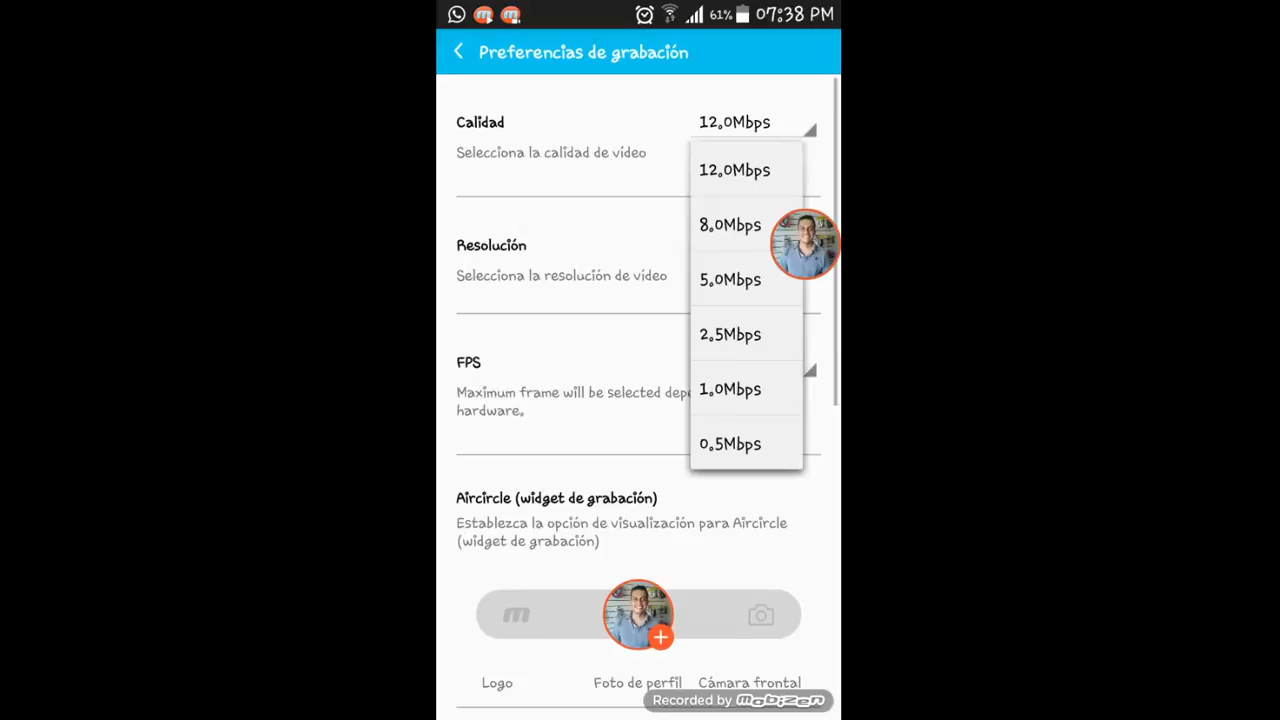 61% 07:38 PM
Preferencias de grabación
Calidad
12.0Mbps
Selecciona la calidad de vídeo
12.0Mbps
8.0Mbps
5.0Mbps
2.5Mbps
1.0Mbps
0.5Mbps
Resolución
Selecciona la resolución de vídeo
FPS
Maximum frame will be selected depe
hardware.
Aircircle (widget de grabación)
Establezca la opción de visualización para Aircircle
(widget de grabación)
Logo
Foto de perfil
Cámara frontal
Recorded by mobizen